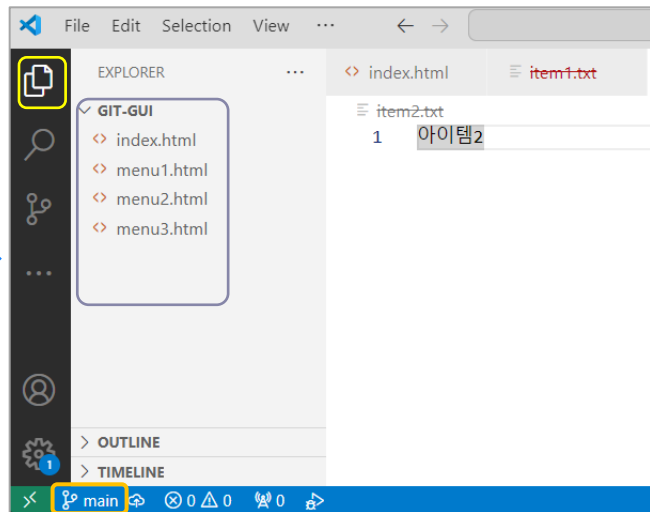 File Edit Selection View ···
EXPLORER ···
index.html
item1.txt
GIT-GUI
index.html
menu1.html
menu2.html
menu3.html
item2.txt
1 아이템2
OUTLINE
TIMELINE
1
main 0 0 0